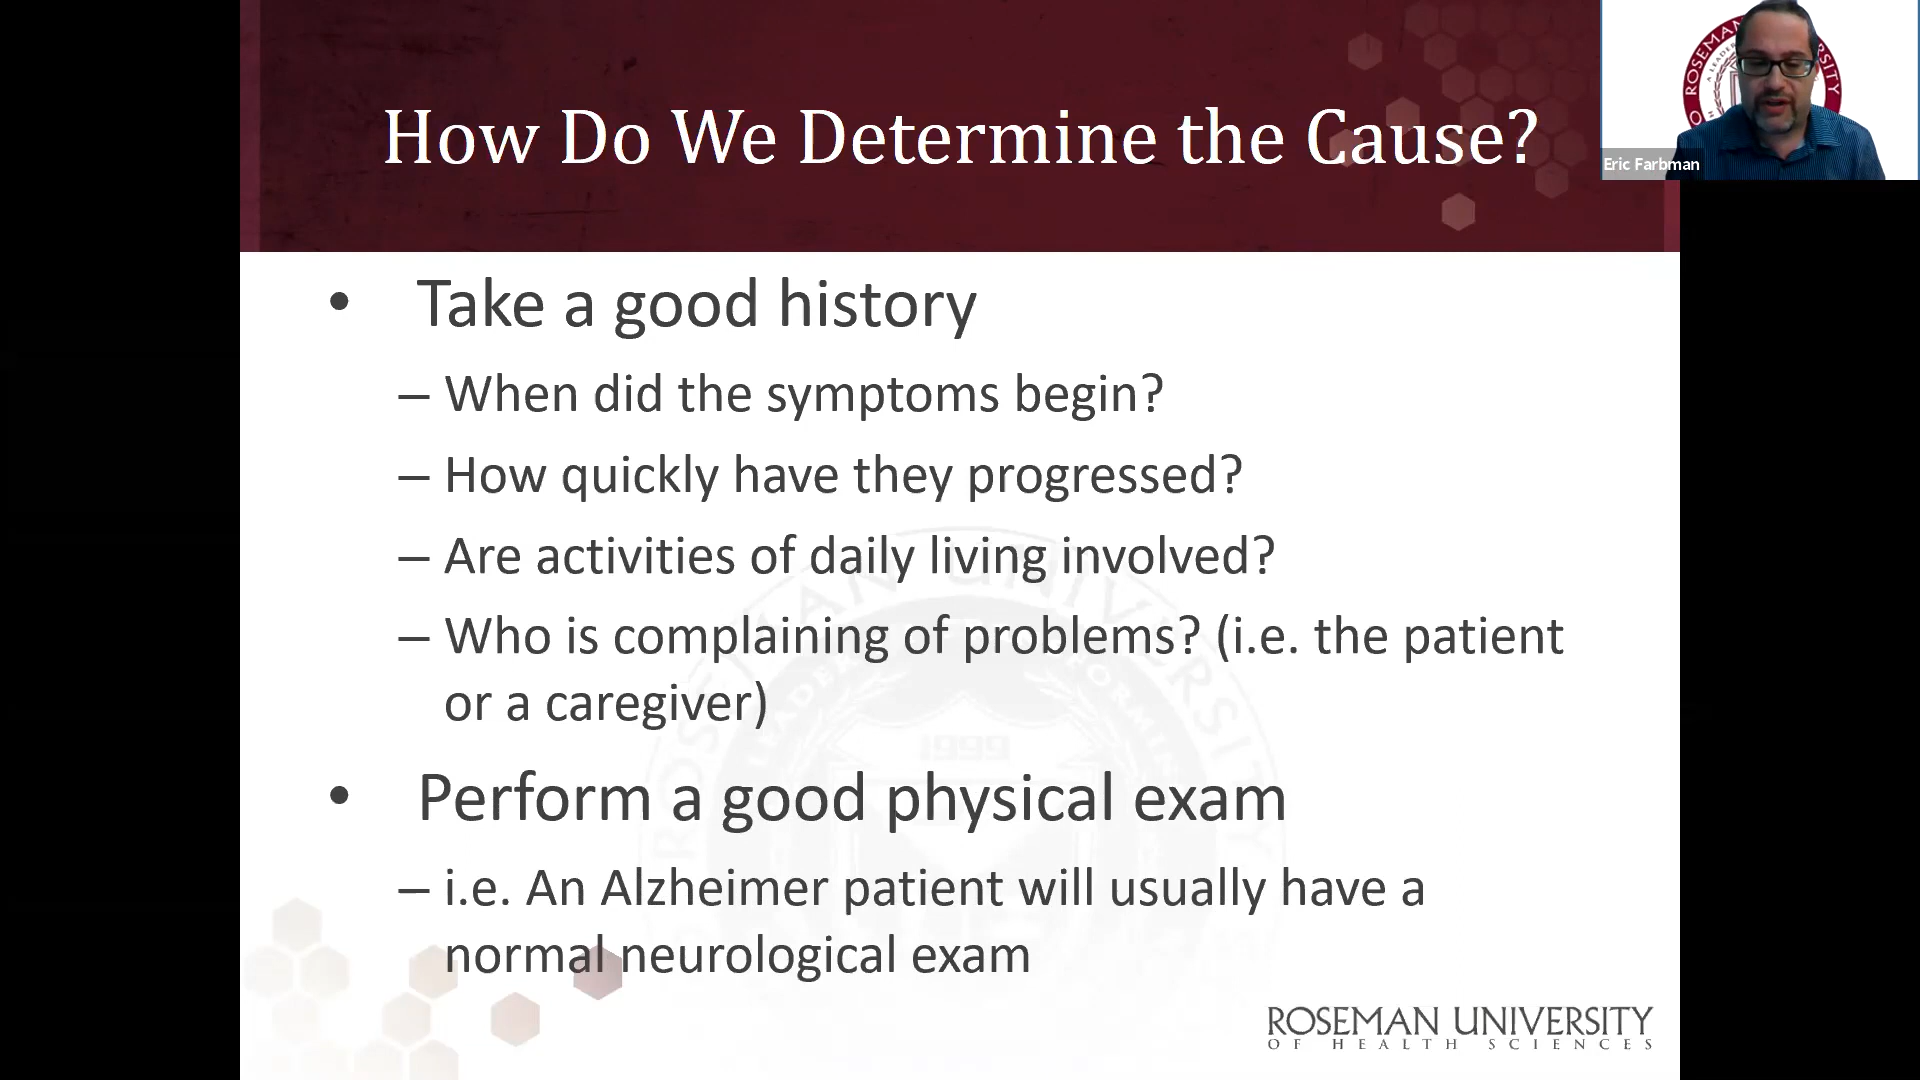 How Do We Determine the Cause?
ROSEMAN
Eric Farbman
• Take a good history
– When did the symptoms begin?
– How quickly have they progressed?
– Are activities of daily living involved?
– Who is complaining of problems? (i.e. the patient
or a caregiver)
• Perform a good physical exam
– i.e. An Alzheimer patient will usually have a
normal neurological exam
1999
ROSEMAN UNIVERSITY
OF HEALTH SCIENCES